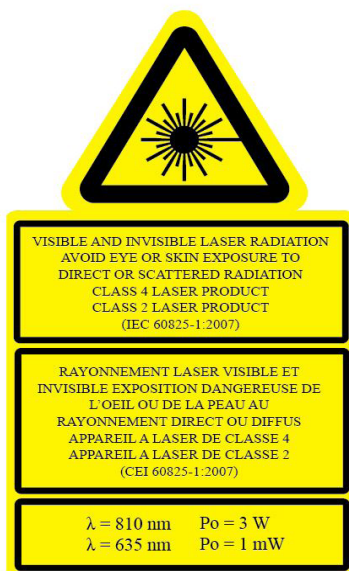 VISIBLE AND INVISIBLE LASER RADIATION
AVOID EYE OR SKIN EXPOSURE TO
DIRECT OR SCATTERED RADIATION
CLASS 4 LASER PRODUCT
CLASS 2 LASER PRODUCT
(IEC 60825-1:2007)
RAYONNEMENT LASER VISIBLE ET
INVISIBLE EXPOSITION DANGEREUSE DE
L'OEIL OU DE LA PEAU AU
RAYONNEMENT DIRECT OU DIFFUS
APPAREIL A LASER DE CLASSE 4
APPAREIL A LASER DE CLASSE 2
(CEI 60825-1:2007)
λ = 810 nm Po = 3 W
λ = 635 nm Po = 1 mW